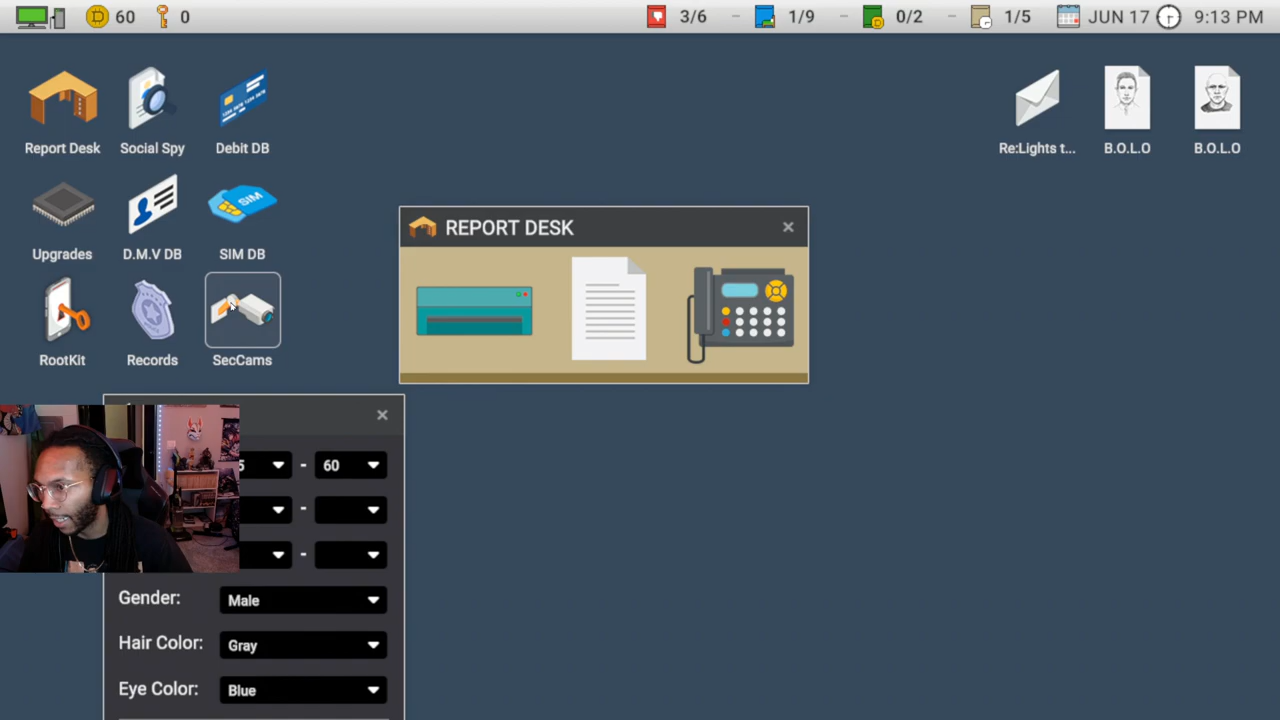 60 0 3/6 - 1/9 - 0/2 - 1/5 JUN 17 9:13 PM
Report Desk Social Spy Debit DB Re:Lights t... B.O.L.O B.O.L.O
SIM
Upgrades D.M.V DB SIM DB
REPORT DESK
RootKit Records SecCams
5 - 60
-
-
Gender: Male
Hair Color: Gray
Eye Color: Blue